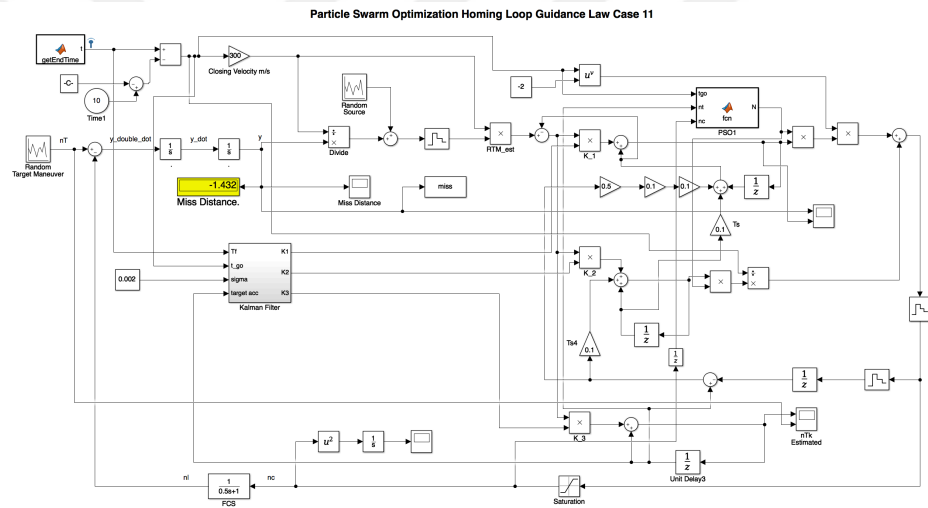 Particle Swarm Optimization Homing Loop Guidance Law Case 11
t
getEndTime
-C-
10
Time1
+
-
300
Closing Velocity m/s
Random
Source
÷
×
Divide
×
RTM_est
-2
u^v
tgo
nt
nc
fcn
N
PSO1
×
×
nT
Random
Target Maneuver
y_double_dot
1
s
y_dot
1
s
y
-1.432
Miss Distance.
Miss Distance
miss
×
K_1
0.5
0.1
0.1
1
z
0.1
Ts
Tf
t_go
sigma
target acc
K1
K2
K3
Kalman Filter
0.002
×
K_2
×
÷
×
1
z
Ts4
0.1
1
z
1
z
×
K_3
nTk
Estimated
1
z
Unit Delay3
u²
1
s
nl
1
0.5s+1
FCS
nc
Saturation